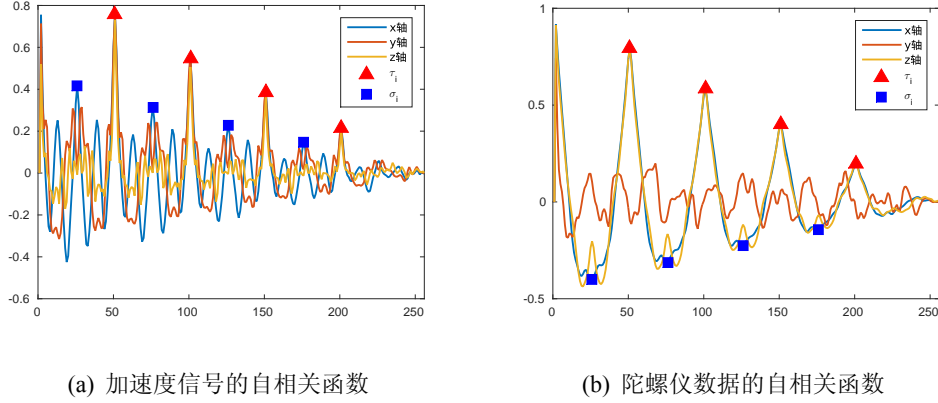 0.8
0.6
0.4
0.2
0
-0.2
-0.4
-0.6
0 50 100 150 200 250
x轴
y轴
z轴
τi
σi
1
0.5
0
-0.5
0 50 100 150 200 250
x轴
y轴
z轴
τi
σi
(a) 加速度信号的自相关函数
(b) 陀螺仪数据的自相关函数